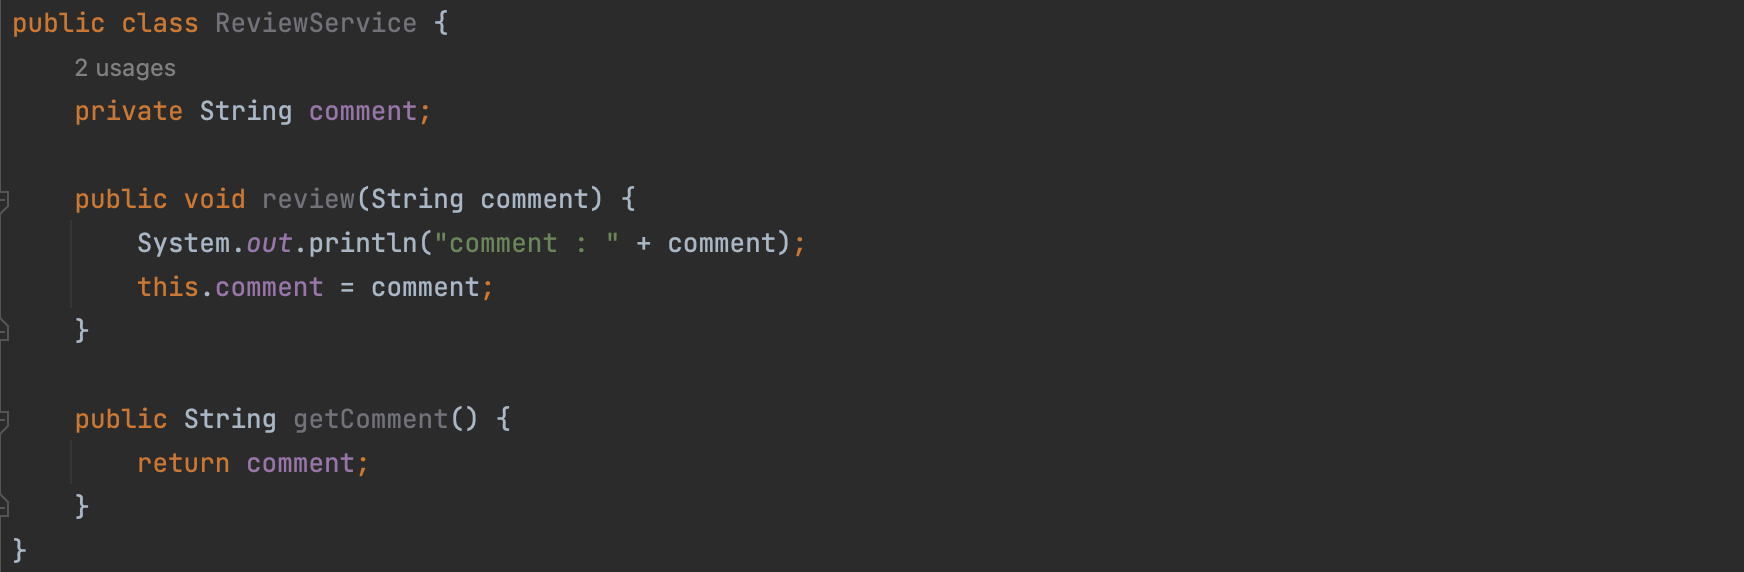 public class ReviewService {
2 usages
private String comment;
public void review(String comment) {
System.out.println("comment : " + comment);
this.comment = comment;
}
public String getComment() {
return comment;
}
}